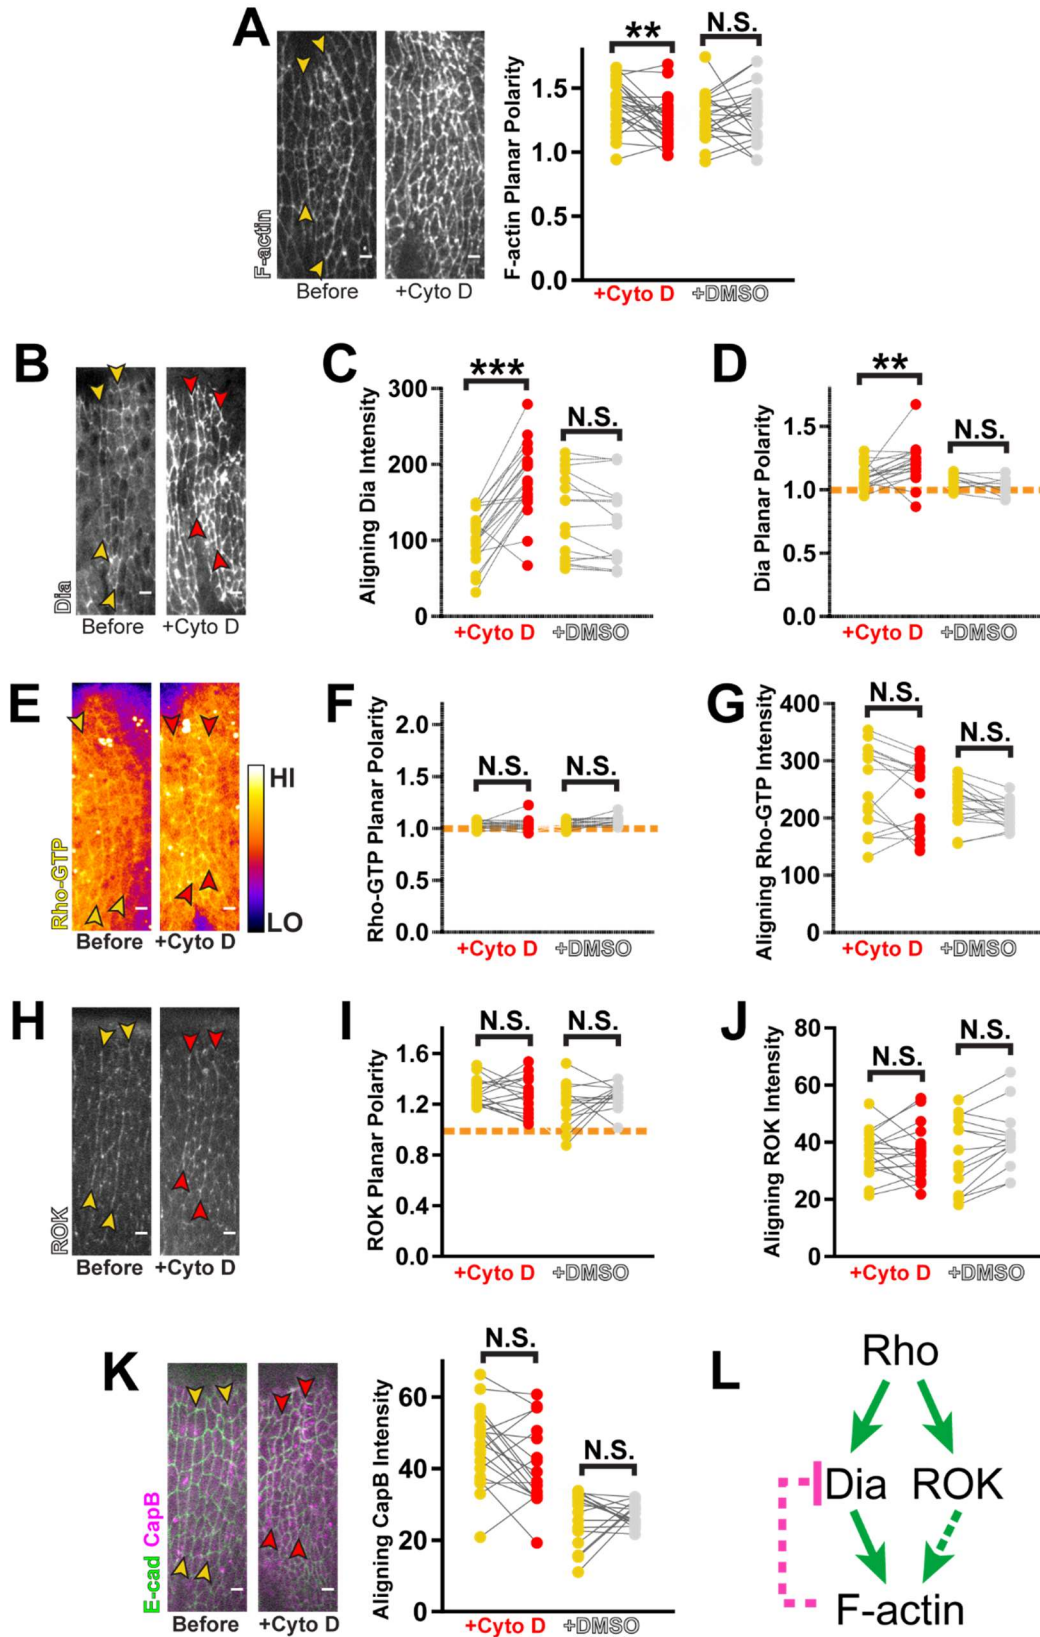 A
F-actin
Before
+Cyto D
F-actin Planar Polarity
1.5
1.0
0.5
0.0
**
N.S.
+Cyto D
+DMSO
B
Dia
Before
+Cyto D
C
Aligning Dia Intensity
300
200
100
0
***
N.S.
+Cyto D
+DMSO
D
Dia Planar Polarity
1.5
1.0
0.5
0.0
**
N.S.
+Cyto D
+DMSO
E
Rho-GTP
Before
+Cyto D
HI
LO
F
Rho-GTP Planar Polarity
2.0
1.5
1.0
0.5
0.0
N.S.
N.S.
+Cyto D
+DMSO
G
Aligning Rho-GTP Intensity
400
300
200
100
0
N.S.
N.S.
+Cyto D
+DMSO
H
ROK
Before
+Cyto D
I
ROK Planar Polarity
1.6
1.2
0.8
0.4
0.0
N.S.
N.S.
+Cyto D
+DMSO
J
Aligning ROK Intensity
80
60
40
20
0
N.S.
N.S.
+Cyto D
+DMSO
K
E-cad CapB
Before
+Cyto D
Aligning CapB Intensity
60
40
20
0
N.S.
N.S.
+Cyto D
+DMSO
L
Rho
Dia ROK
F-actin